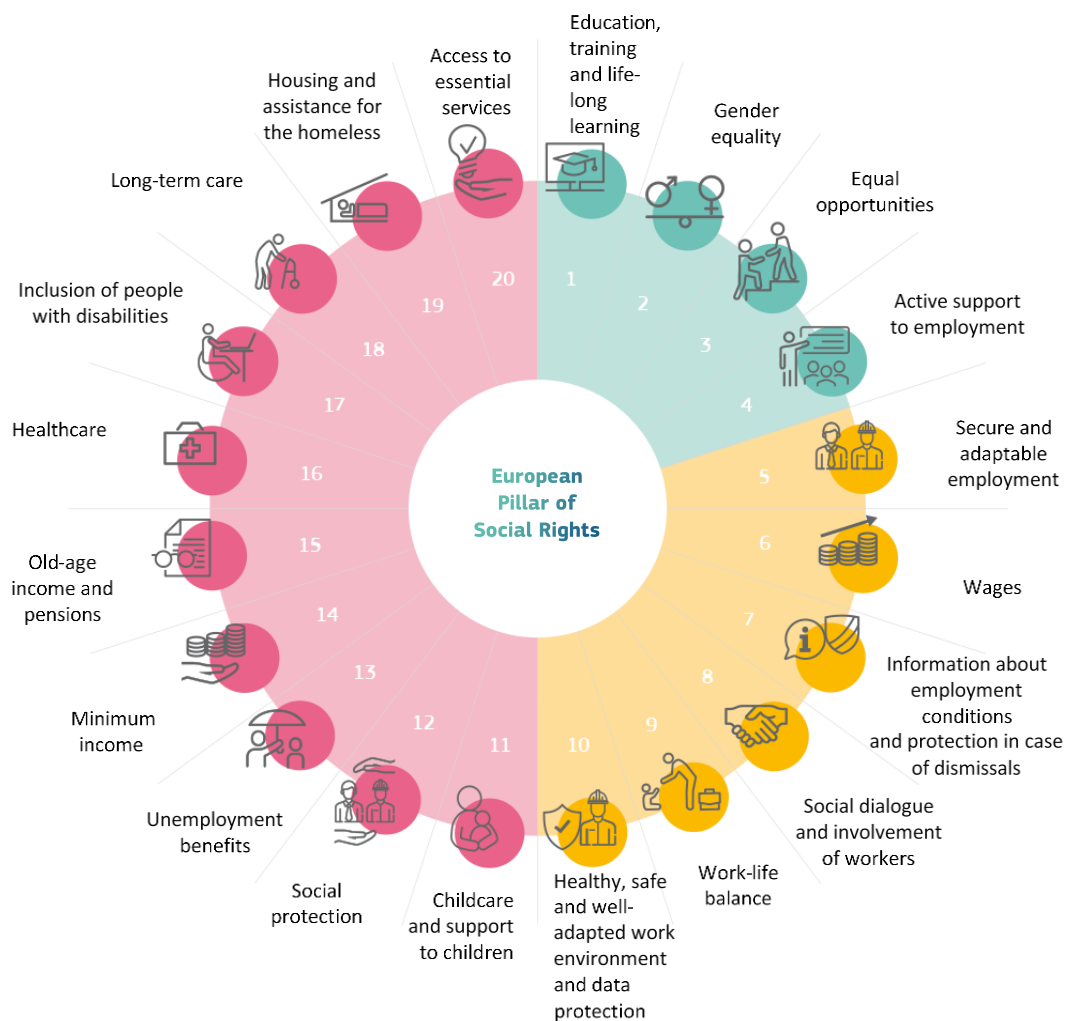 Education,
training
and life-
long
learning
Gender
equality
Equal
opportunities
Active support
to employment
Secure and
adaptable
employment
Wages
Information about
employment
conditions
and protection in case
of dismissals
Social dialogue
and involvement
of workers
Work-life
balance
Healthy, safe
and well-
adapted work
environment
and data
protection
Childcare
and support
to children
Social
protection
Unemployment
benefits
Minimum
income
Old-age
income and
pensions
Healthcare
Inclusion of people
with disabilities
Long-term care
Housing and
assistance for
the homeless
Access to
essential
services
1
2
3
4
5
6
7
8
9
10
11
12
13
14
15
16
17
18
19
20
European
Pillar of
Social Rights
i